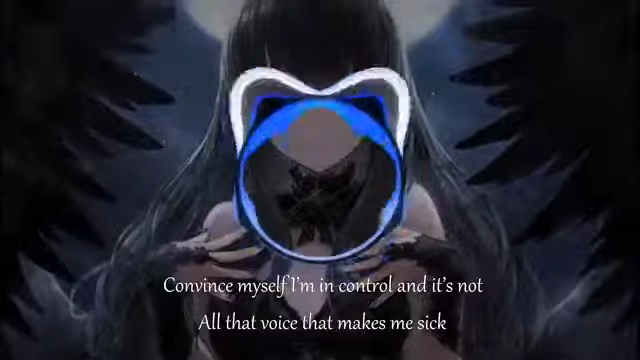 Convince myself I'm in control and it's not
All that voice that makes me sick